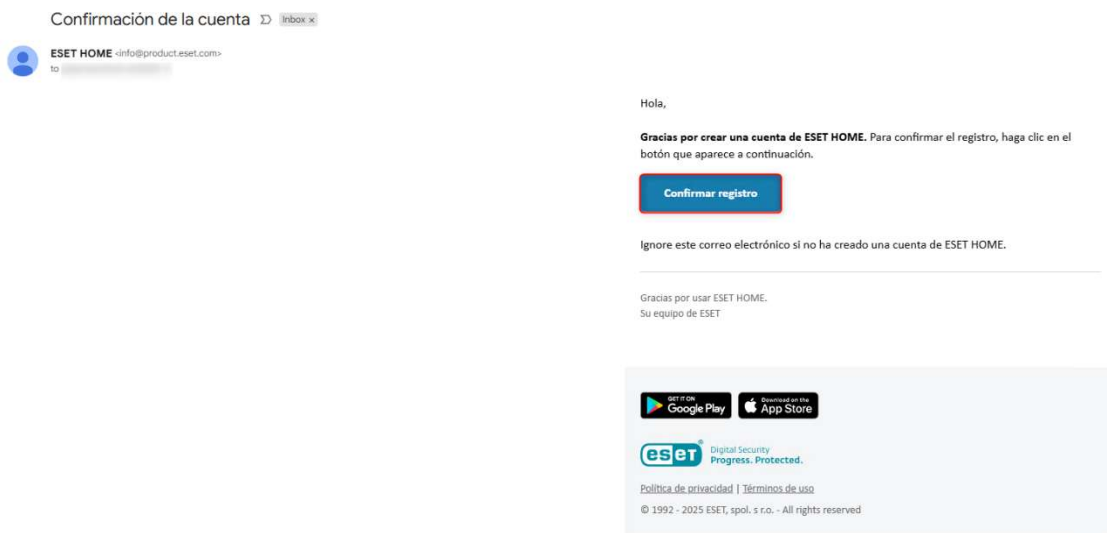 Confirmación de la cuenta Inbox x
ESET HOME <info@product.eset.com>
to
Hola,
Gracias por crear una cuenta de ESET HOME. Para confirmar el registro, haga clic en el
botón que aparece a continuación.
Confirmar registro
Ignore este correo electrónico si no ha creado una cuenta de ESET HOME.
Gracias por usar ESET HOME.
Su equipo de ESET
GET IT ON
Google Play
Download on the
App Store
eset® Digital Security
Progress. Protected.
Política de privacidad | Términos de uso
© 1992 - 2025 ESET, spol. s r.o. - All rights reserved